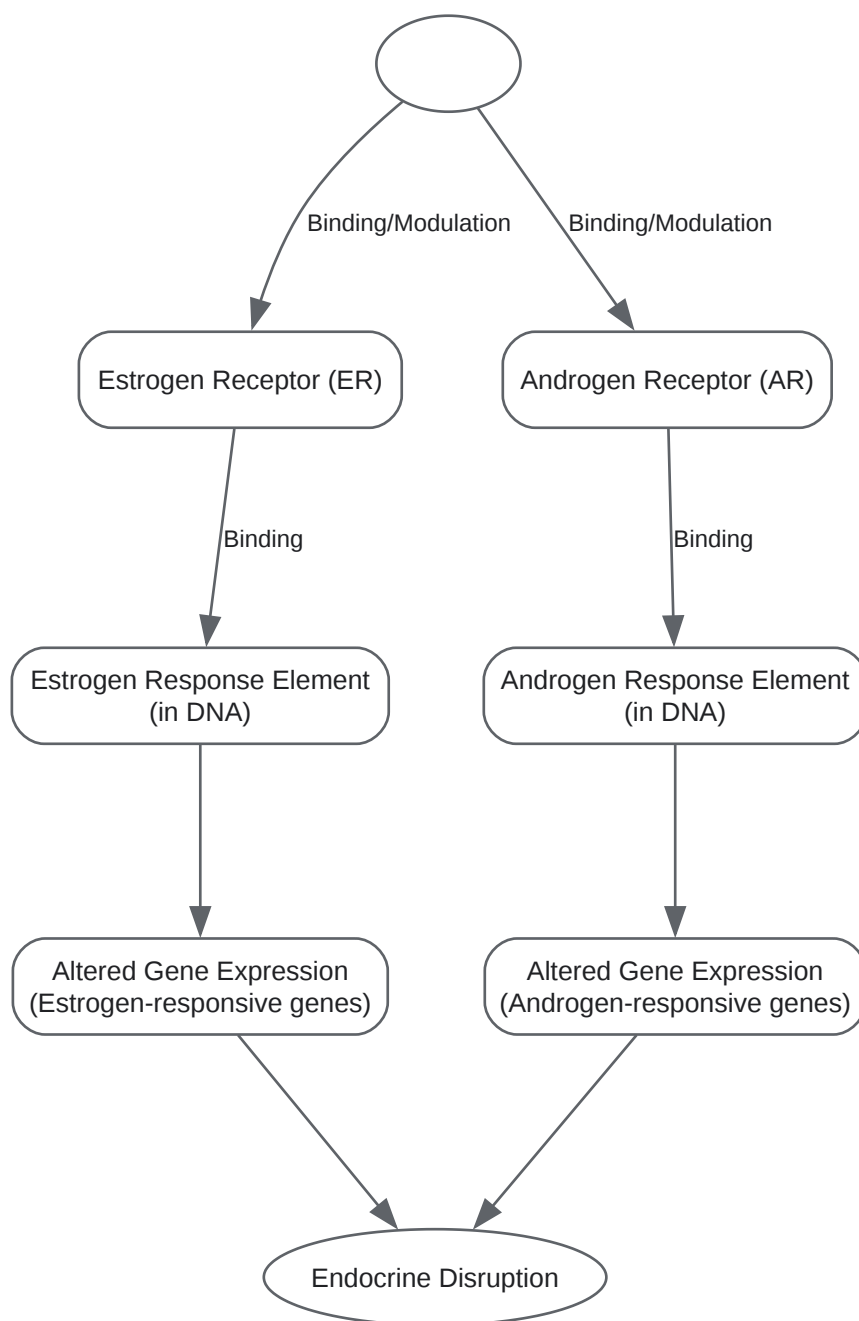 Binding/Modulation
Binding/Modulation
Estrogen Receptor (ER)
Androgen Receptor (AR)
Binding
Binding
Estrogen Response Element
(in DNA)
Androgen Response Element
(in DNA)
Altered Gene Expression
(Estrogen-responsive genes)
Altered Gene Expression
(Androgen-responsive genes)
Endocrine Disruption